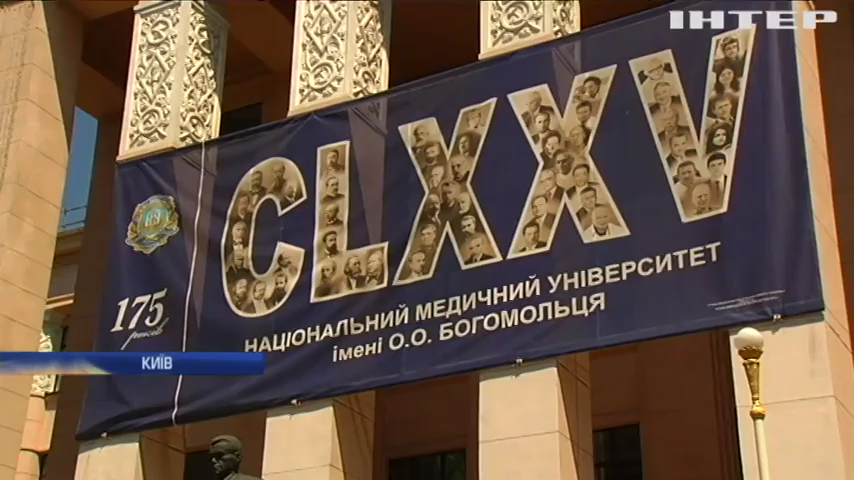 ІНТЕР
CLXXV
175
років
НАЦІОНАЛЬНИЙ МЕДИЧНИЙ УНІВЕРСИТЕТ
імені О.О. БОГОМОЛЬЦЯ
КИЇВ